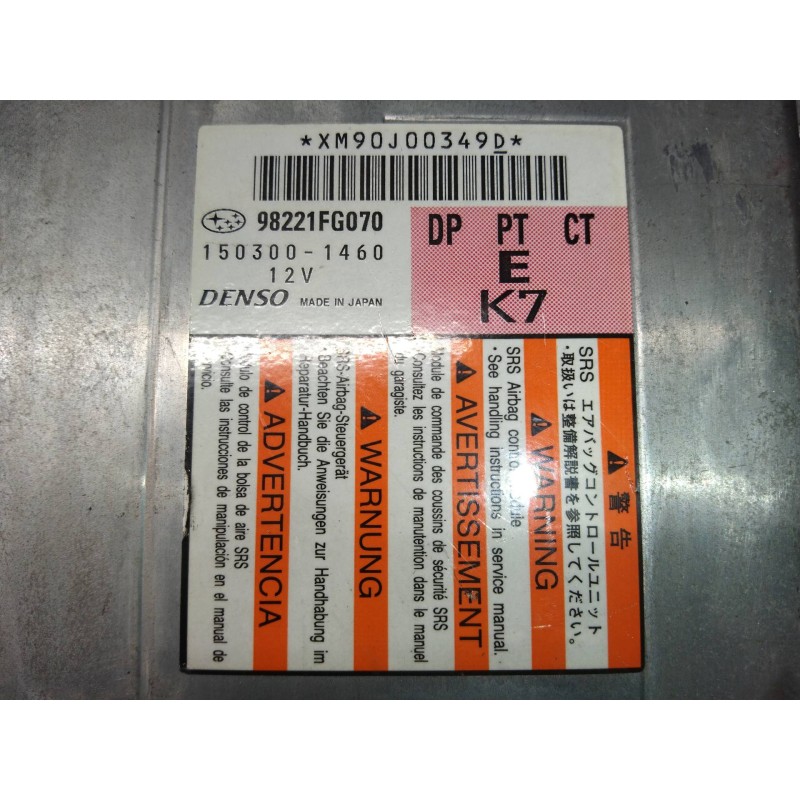 *XM90J00349D*
98221FG070
150300-1460
12V
DENSO MADE IN JAPAN
DP PT CT
E
K7
警告
SRS エアバッグコントロールユニット
・取扱いは整備解説書を参照してください。
WARNING
SRS Airbag control module
• See handling instructions in service manual.
AVERTISSEMENT
Module de commande des coussins de sécurité SRS
• Consultez les instructions de manutention dans le manuel
du garagiste.
WARNUNG
SRS-Airbag-Steuergerät
• Beachten Sie die Anweisungen zur Handhabung im
Reparatur-Handbuch.
ADVERTENCIA
de control de la bolsa de aire SRS
Consulte las instrucciones de manipulación en el manual de